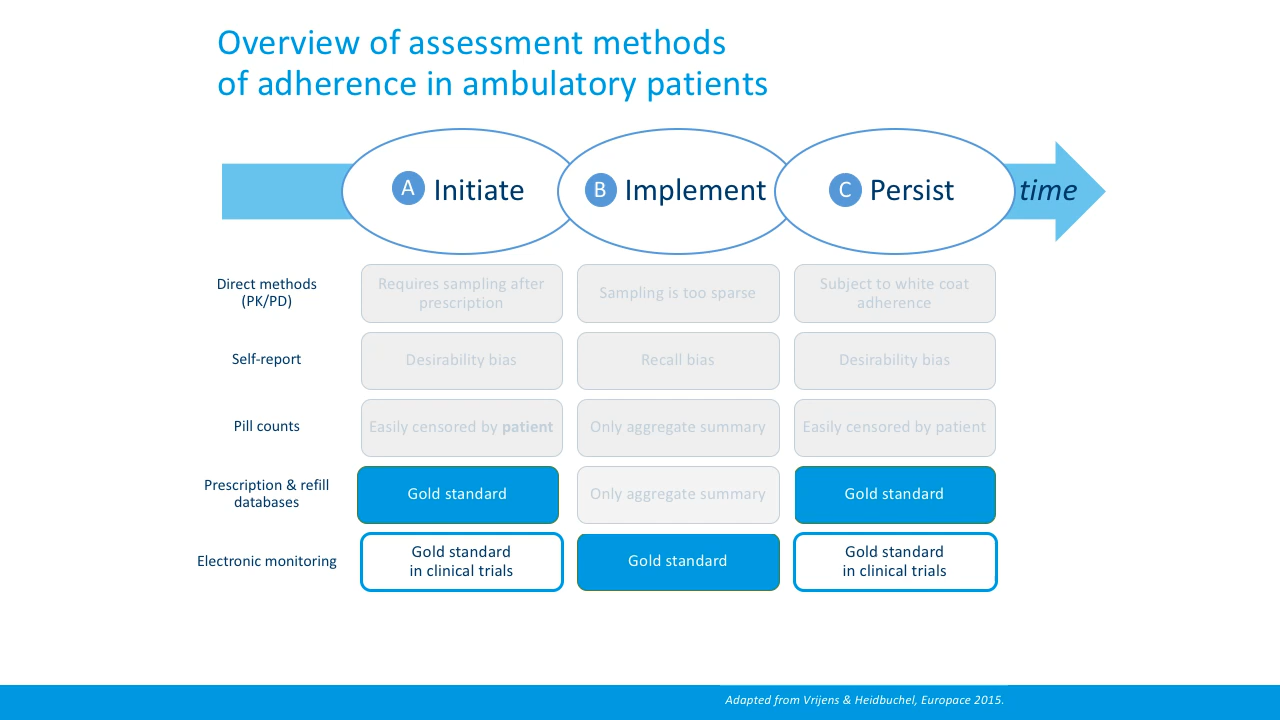 Overview of assessment methods
of adherence in ambulatory patients
A Initiate
B Implement
C Persist
time
Direct methods
(PK/PD)
Requires sampling after
prescription
Sampling is too sparse
Subject to white coat
adherence
Self-report
Desirability bias
Recall bias
Desirability bias
Pill counts
Easily censored by patient
Only aggregate summary
Easily censored by patient
Prescription & refill
databases
Gold standard
Only aggregate summary
Gold standard
Electronic monitoring
Gold standard
in clinical trials
Gold standard
Gold standard
in clinical trials
Adapted from Vrijens & Heidbuchel, Europace 2015.